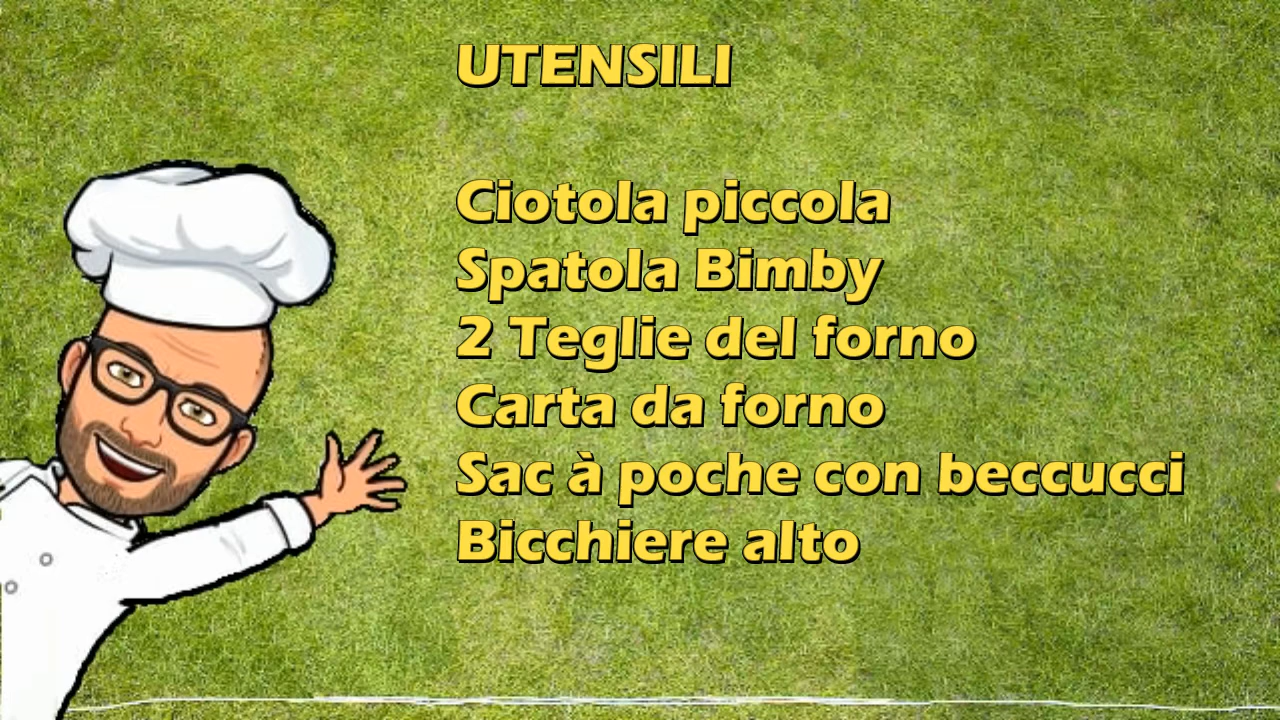 UTENSILI
Ciotola piccola
Spatola Bimby
2 Teglie del forno
Carta da forno
Sac à poche con beccucci
Bicchiere alto